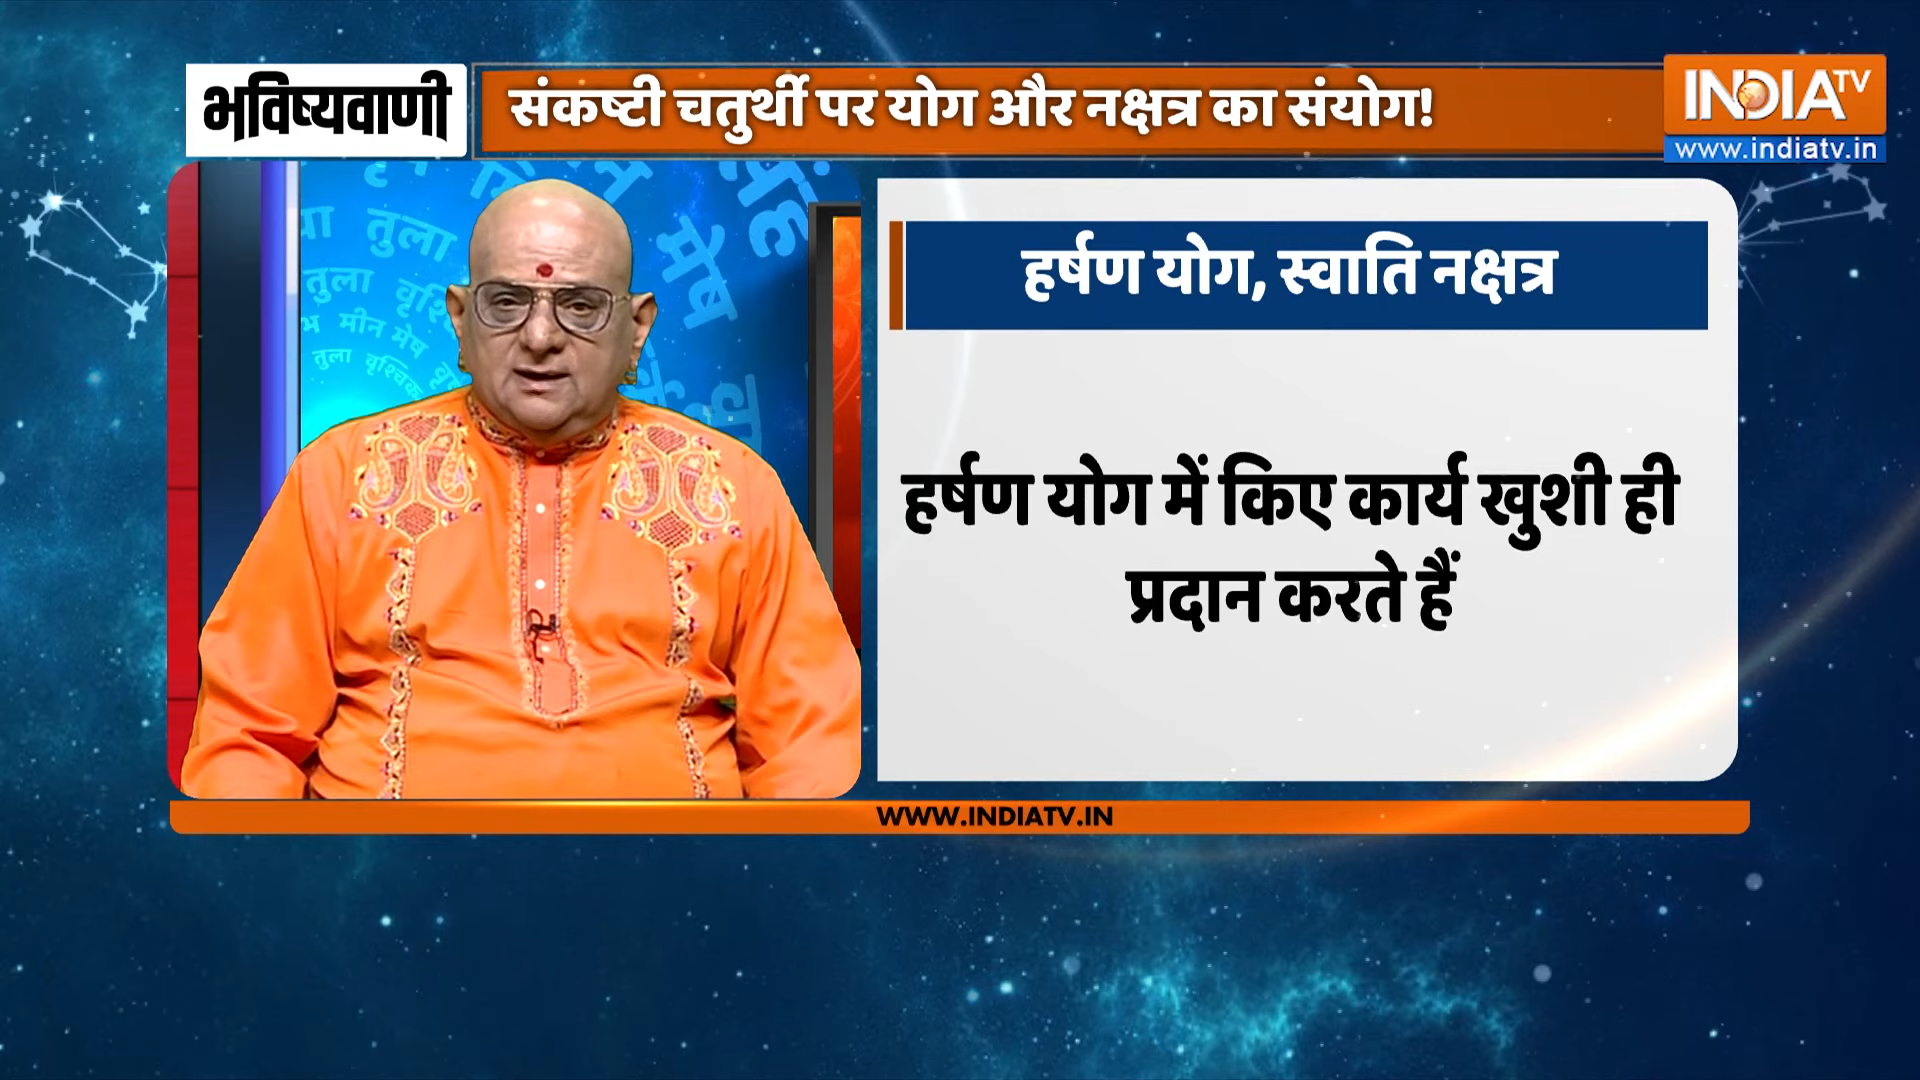 भविष्यवाणी
संकष्टी चतुर्थी पर योग और नक्षत्र का संयोग!
INDIA TV
www.indiatv.in
तुला
सिंह
मेष
तुला
मीन मेष
तुला वृश्चिक
हर्षण योग, स्वाति नक्षत्र
हर्षण योग में किए कार्य खुशी ही
प्रदान करते हैं
WWW.INDIATV.IN